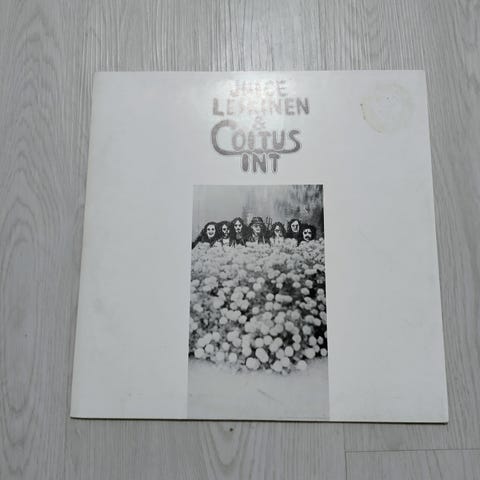 JUICE
LESKINEN
&
COITUS
INT